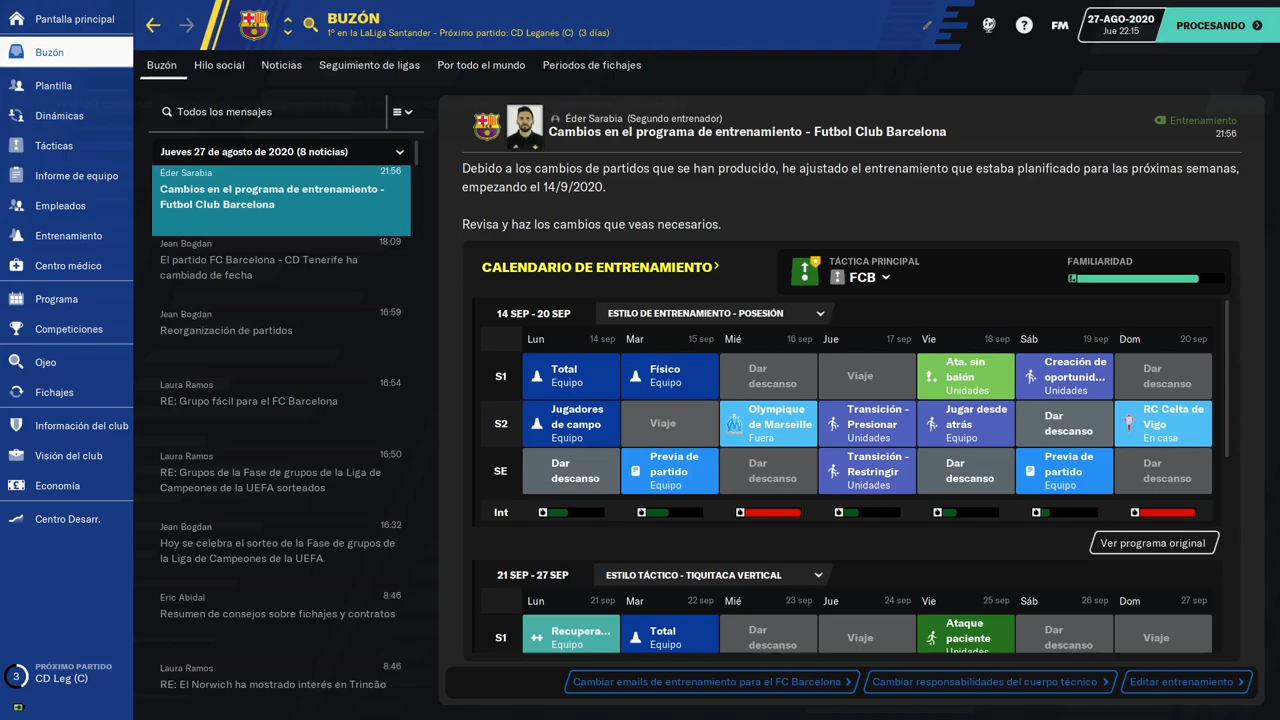 Pantalla principal
Buzón
Plantilla
Dinámicas
Tácticas
Informe de equipo
Empleados
Entrenamiento
Centro médico
Programa
Competiciones
Ojeo
Fichajes
Información del club
Visión del club
Economía
Centro Desarr.
3
PRÓXIMO PARTIDO
CD Leg (C)
BUZÓN
1º en la LaLiga Santander - Próximo partido: CD Leganés (C) (3 días)
?
FM
27-AGO-2020
Jue 22:15
PROCESANDO
Buzón
Hilo social
Noticias
Seguimiento de ligas
Por todo el mundo
Periodos de fichajes
Todos los mensajes
Jueves 27 de agosto de 2020 (8 noticias)
Éder Sarabia 21:56
Cambios en el programa de entrenamiento -
Futbol Club Barcelona
Jean Bogdan 18:09
El partido FC Barcelona - CD Tenerife ha
cambiado de fecha
Jean Bogdan 16:59
Reorganización de partidos
Laura Ramos 16:54
RE: Grupo fácil para el FC Barcelona
Laura Ramos 16:50
RE: Grupos de la Fase de grupos de la Liga de
Campeones de la UEFA sorteados
Jean Bogdan 16:32
Hoy se celebra el sorteo de la Fase de grupos de
la Liga de Campeones de la UEFA
Eric Abidal 8:46
Resumen de consejos sobre fichajes y contratos
Laura Ramos 8:46
RE: El Norwich ha mostrado interés en Trincão
Éder Sarabia (Segundo entrenador)
Cambios en el programa de entrenamiento - Futbol Club Barcelona
Entrenamiento
21:56
Debido a los cambios de partidos que se han producido, he ajustado el entrenamiento que estaba planificado para las próximas semanas,
empezando el 14/9/2020.
Revisa y haz los cambios que veas necesarios.
CALENDARIO DE ENTRENAMIENTO
TÁCTICA PRINCIPAL
FCB
FAMILIARIDAD
14 SEP - 20 SEP
ESTILO DE ENTRENAMIENTO - POSESIÓN
Lun 14 sep Mar 15 sep Mié 16 sep Jue 17 sep Vie 18 sep Sáb 19 sep Dom 20 sep
S1
Total
Equipo
Físico
Equipo
Dar
descanso
Viaje
Ata. sin
balón
Unidades
Creación de
oportunid...
Unidades
Dar
descanso
S2
Jugadores
de campo
Equipo
Viaje
Olympique
de Marseille
Fuera
Transición -
Presionar
Unidades
Jugar desde
atrás
Equipo
Dar
descanso
RC Celta de
Vigo
En casa
SE
Dar
descanso
Previa de
partido
Equipo
Dar
descanso
Transición -
Restringir
Unidades
Dar
descanso
Previa de
partido
Equipo
Dar
descanso
Int
Ver programa original
21 SEP - 27 SEP
ESTILO TÁCTICO - TIQUITACA VERTICAL
Lun 21 sep Mar 22 sep Mié 23 sep Jue 24 sep Vie 25 sep Sáb 26 sep Dom 27 sep
S1
Recupera...
Equipo
Total
Equipo
Dar
descanso
Viaje
Ataque
paciente
Unidades
Dar
descanso
Viaje
Cambiar emails de entrenamiento para el FC Barcelona
Cambiar responsabilidades del cuerpo técnico
Editar entrenamiento